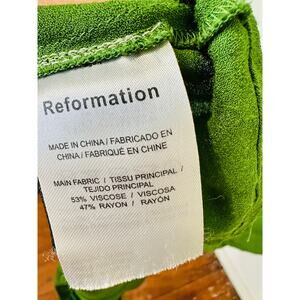 Reformation
MADE IN CHINA / FABRICADO EN
CHINA / FABRIQUÉ EN CHINE
MAIN FABRIC / TISSU PRINCIPAL /
TEJIDO PRINCIPAL
53% VISCOSE / VISCOSA
47% RAYON / RAYÓN